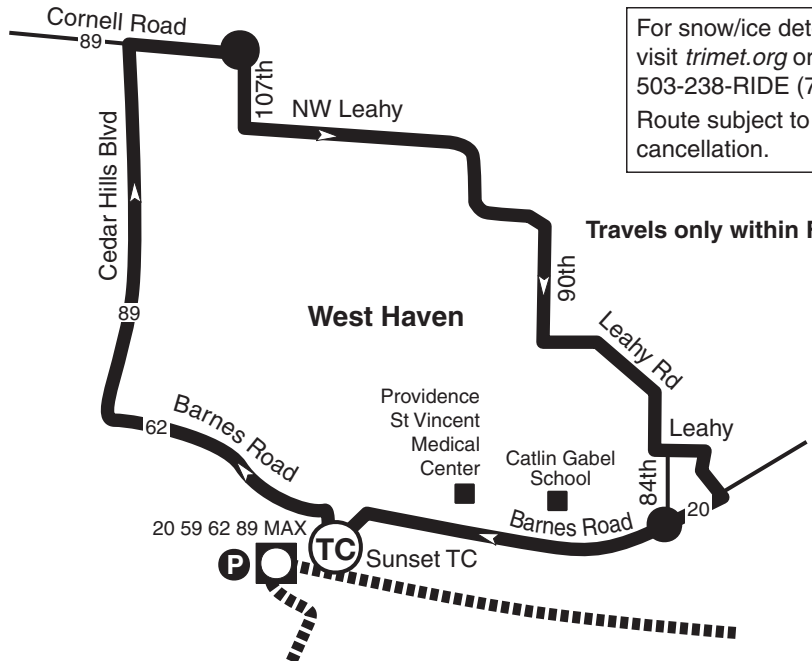 Cornell Road
89
107th
NW Leahy
For snow/ice det
visit trimet.org or
503-238-RIDE (7
Route subject to
cancellation.
Cedar Hills Blvd
Travels only within
90th
89
West Haven
Leahy Rd
Providence
St Vincent
Medical
Center
Catlin Gabel
School
62
Barnes Road
Leahy
84th
20
Barnes Road
20 59 62 89 MAX
TC
Sunset TC
P